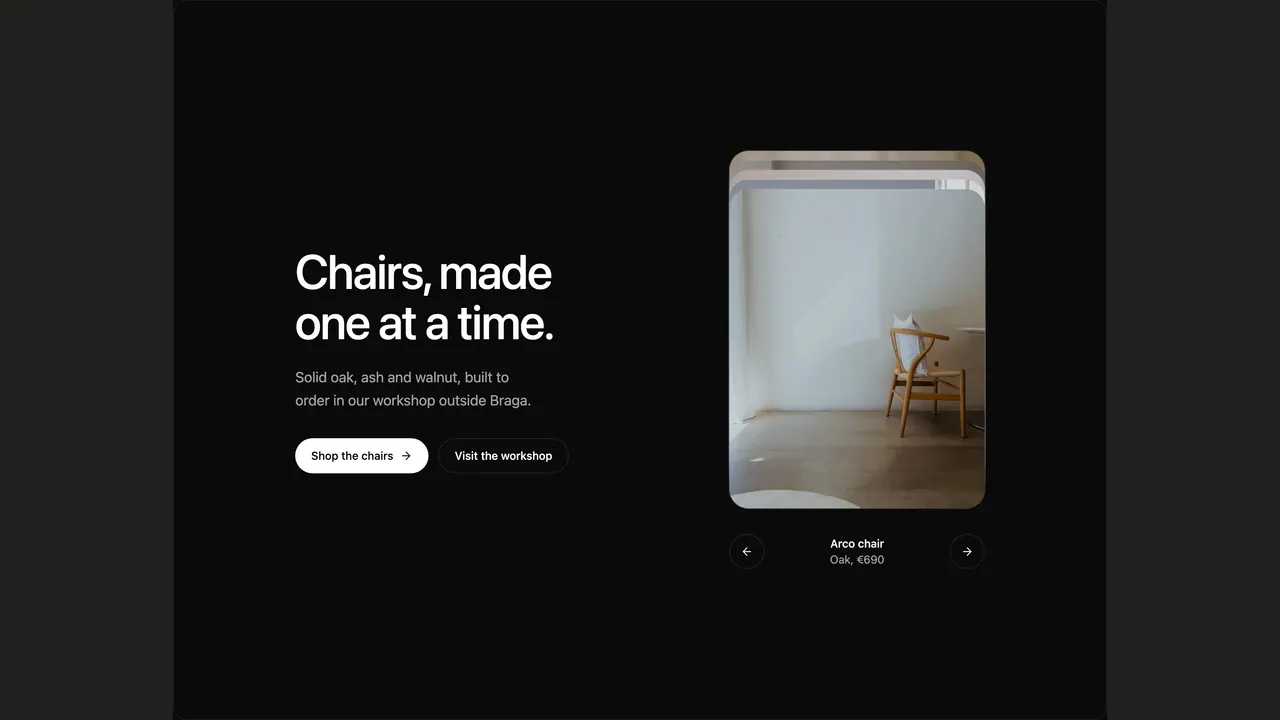 Chairs, made
one at a time.
Solid oak, ash and walnut, built to
order in our workshop outside Braga.
Shop the chairs
Visit the workshop
Arco chair
Oak, €690